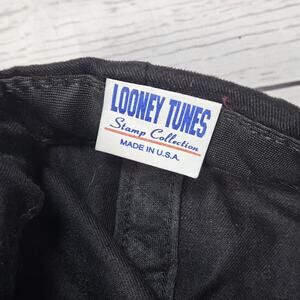 LOONEY TUNES
Stamp Collection
MADE IN U.S.A.